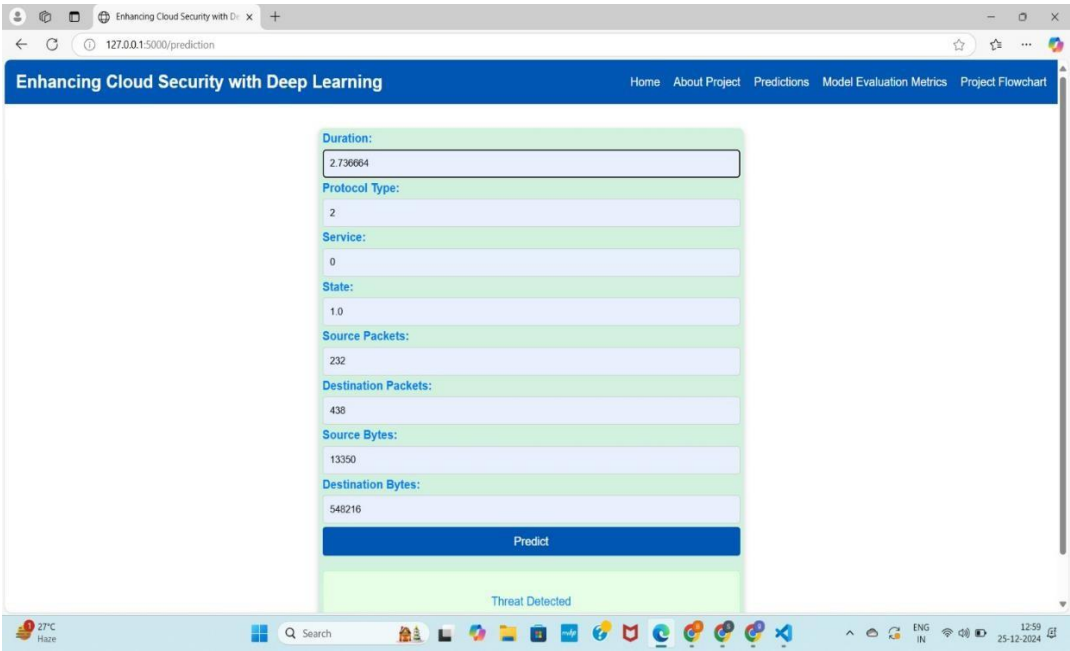 Enhancing Cloud Security with De
127.0.0.1:5000/prediction
Enhancing Cloud Security with Deep Learning
Home About Project Predictions Model Evaluation Metrics Project Flowchart
Duration:
2.736664
Protocol Type:
2
Service:
0
State:
1.0
Source Packets:
232
Destination Packets:
438
Source Bytes:
13350
Destination Bytes:
548216
Predict
Threat Detected
1
27°C
Haze
Search
ENG
IN
12:59
25-12-2024